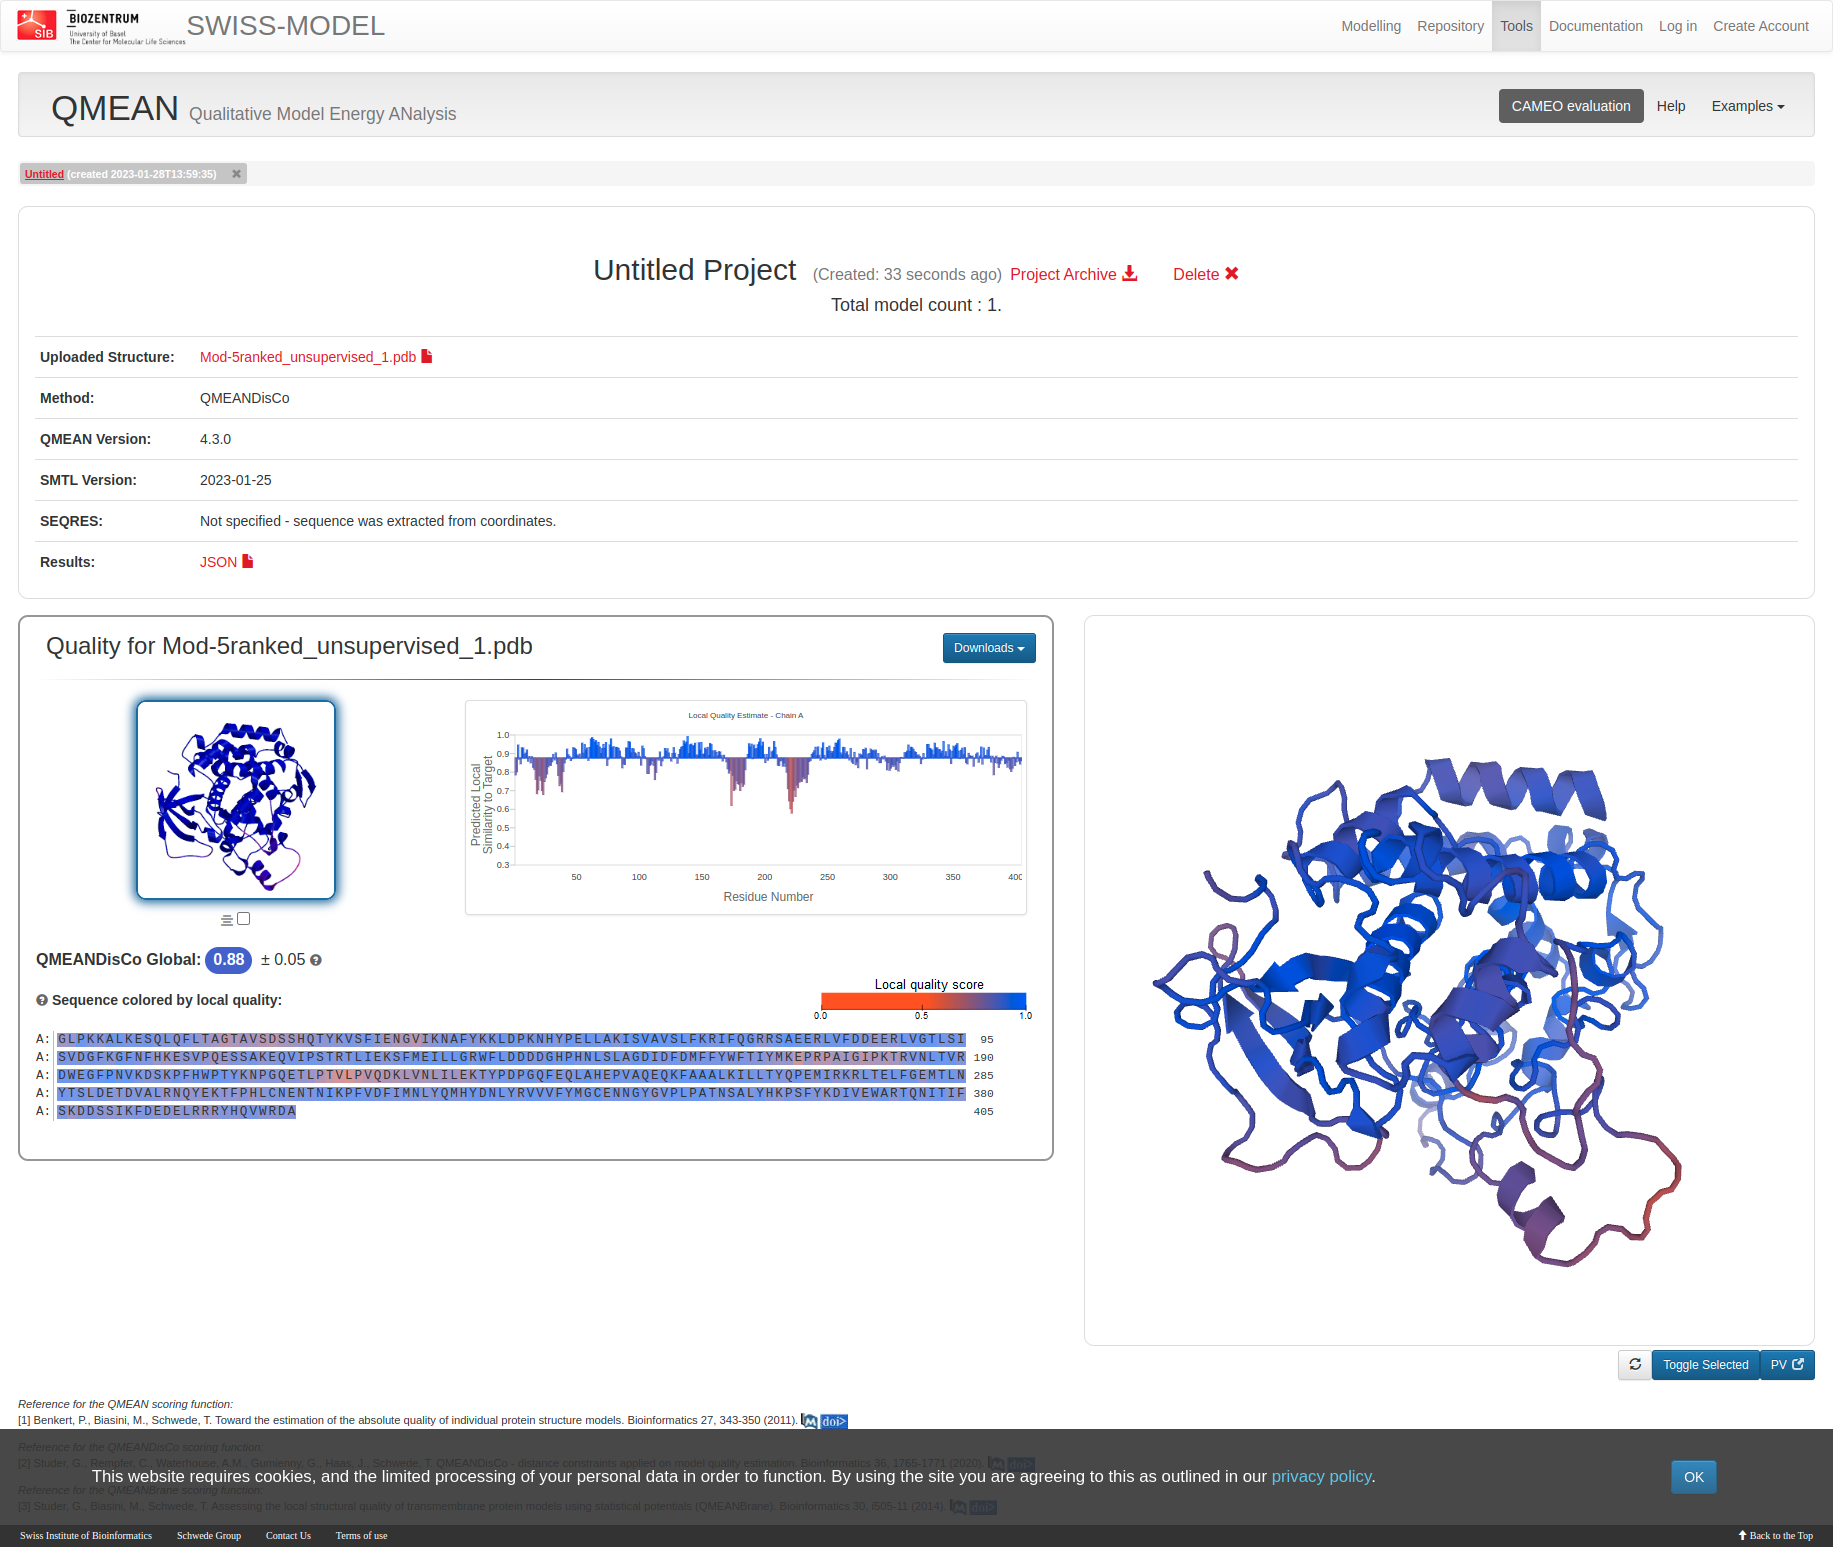 SIB
BIOZENTRUM
University of Basel
The Center for Molecular Life Sciences
SWISS-MODEL
Modelling Repository Tools Documentation Log in Create Account
QMEAN Qualitative Model Energy ANalysis
CAMEO evaluation Help Examples
Untitled (created 2023-01-28T13:59:35)
Untitled Project (Created: 33 seconds ago) Project Archive Delete
Total model count : 1.
Uploaded Structure: Mod-5ranked_unsupervised_1.pdb
Method: QMEANDisCo
QMEAN Version: 4.3.0
SMTL Version: 2023-01-25
SEQRES: Not specified - sequence was extracted from coordinates.
Results: JSON
Quality for Mod-5ranked_unsupervised_1.pdb
Downloads
Local Quality Estimate - Chain A
Predicted Local
Similarity to Target
1.0
0.9
0.8
0.7
0.6
0.5
0.4
0.3
50 100 150 200 250 300 350 400
Residue Number
QMEANDisCo Global: 0.88 ± 0.05
Sequence colored by local quality:
Local quality score
0.0 0.5 1.0
A: GLPKKALKESQLQFLTAGTAVSDSSHQTYKVSFIENGVIKNAFYKKLDPKNHYPELLAKISVAVSLFKRIFQGRRSAEERLVFDDEERLVGTLSI 95
A: SVDGFKGFNFHKESVPQESSAKEQVIPSTRTLIEKSFMEILLGRWFLDDDDGHPHNLSLAGDIDFDMFFYWFTIYMKEPRPAIGIPKTRVNLTVR 190
A: DWEGFPNVKDSKPFHWPTYKNPGQETLPTVLPVQDKLVNLILEKTYPDPGQFEQLAHEPVAQEQKFAAALKILLTYQPEMIRKRLTELFGEMTLN 285
A: YTSLDETDVALRNQYEKTFPHLCNENTNIKPFVDFIMNLYQMHYDNLYRVVVFYMGCENNGYGVPLPATNSALYHKPSFYKDIVEWARTQNITIF 380
A: SKDDSSIKFDEDELRRRYHQVWRDA 405
Toggle Selected PV
Reference for the QMEAN scoring function:
[1] Benkert, P., Biasini, M., Schwede, T. Toward the estimation of the absolute quality of individual protein structure models. Bioinformatics 27, 343-350 (2011). doi>
Reference for the QMEANDisCo scoring function:
[2] Studer, G., Rempfer, C., Waterhouse, A.M., Gumienny, G., Haas, J., Schwede, T. QMEANDisCo - distance constraints applied on model quality estimation. Bioinformatics 36, 1765-1771 (2020). doi>
This website requires cookies, and the limited processing of your personal data in order to function. By using the site you are agreeing to this as outlined in our privacy policy.
OK
Reference for the QMEANBrane scoring function:
[3] Studer, G., Biasini, M., Schwede, T. Assessing the local structural quality of transmembrane protein models using statistical potentials (QMEANBrane). Bioinformatics 30, i505-11 (2014). doi>
Swiss Institute of Bioinformatics Schwede Group Contact Us Terms of use
Back to the Top